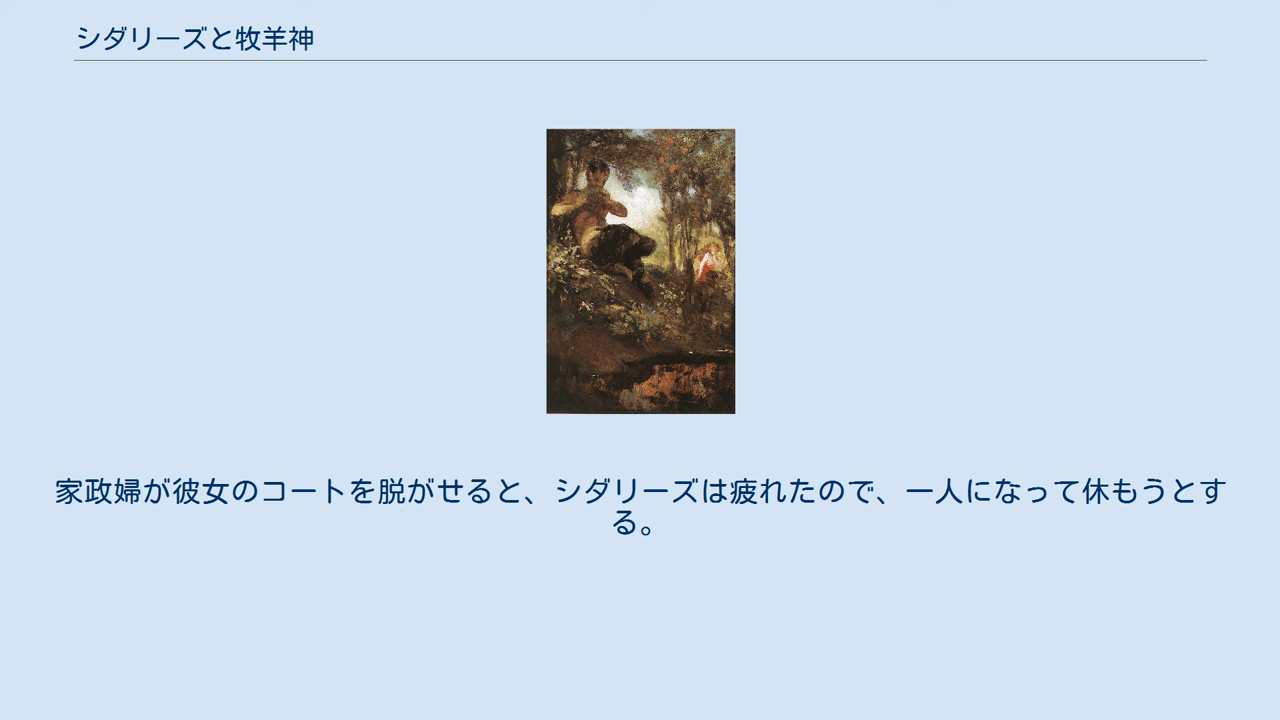 シダリーズと牧羊神
家政婦が彼女のコートを脱がせると、シダリーズは疲れたので、一人になって休もうとす
る。